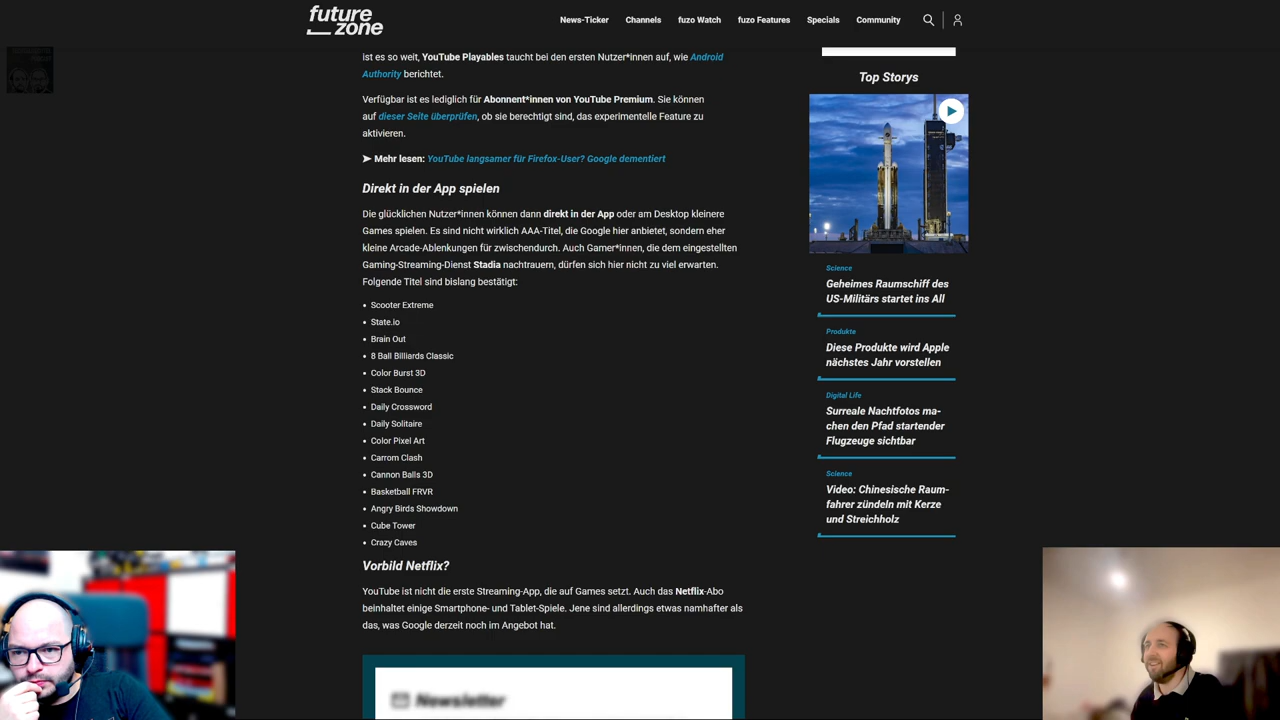 future
zone
News-Ticker
Channels
fuzo Watch
fuzo Features
Specials
Community
ist es so weit, YouTube Playables taucht bei den ersten Nutzer*innen auf, wie Android
Authority berichtet.
Verfügbar ist es lediglich für Abonnent*innen von YouTube Premium. Sie können
auf dieser Seite überprüfen, ob sie berechtigt sind, das experimentelle Feature zu
aktivieren.
➤ Mehr lesen: YouTube langsamer für Firefox-User? Google dementiert
Direkt in der App spielen
Die glücklichen Nutzer*innen können dann direkt in der App oder am Desktop kleinere
Games spielen. Es sind nicht wirklich AAA-Titel, die Google hier anbietet, sondern eher
kleine Arcade-Ablenkungen für zwischendurch. Auch Gamer*innen, die dem eingestellten
Gaming-Streaming-Dienst Stadia nachtrauern, dürfen sich hier nicht zu viel erwarten.
Folgende Titel sind bislang bestätigt:
• Scooter Extreme
• State.io
• Brain Out
• 8 Ball Billiards Classic
• Color Burst 3D
• Stack Bounce
• Daily Crossword
• Daily Solitaire
• Color Pixel Art
• Carrom Clash
• Cannon Balls 3D
• Basketball FRVR
• Angry Birds Showdown
• Cube Tower
• Crazy Caves
Vorbild Netflix?
YouTube ist nicht die erste Streaming-App, die auf Games setzt. Auch das Netflix-Abo
beinhaltet einige Smartphone- und Tablet-Spiele. Jene sind allerdings etwas namhafter als
das, was Google derzeit noch im Angebot hat.
Newsletter
Top Storys
Science
Geheimes Raumschiff des
US-Militärs startet ins All
Produkte
Diese Produkte wird Apple
nächstes Jahr vorstellen
Digital Life
Surreale Nachtfotos ma-
chen den Pfad startender
Flugzeuge sichtbar
Science
Video: Chinesische Raum-
fahrer zündeln mit Kerze
und Streichholz